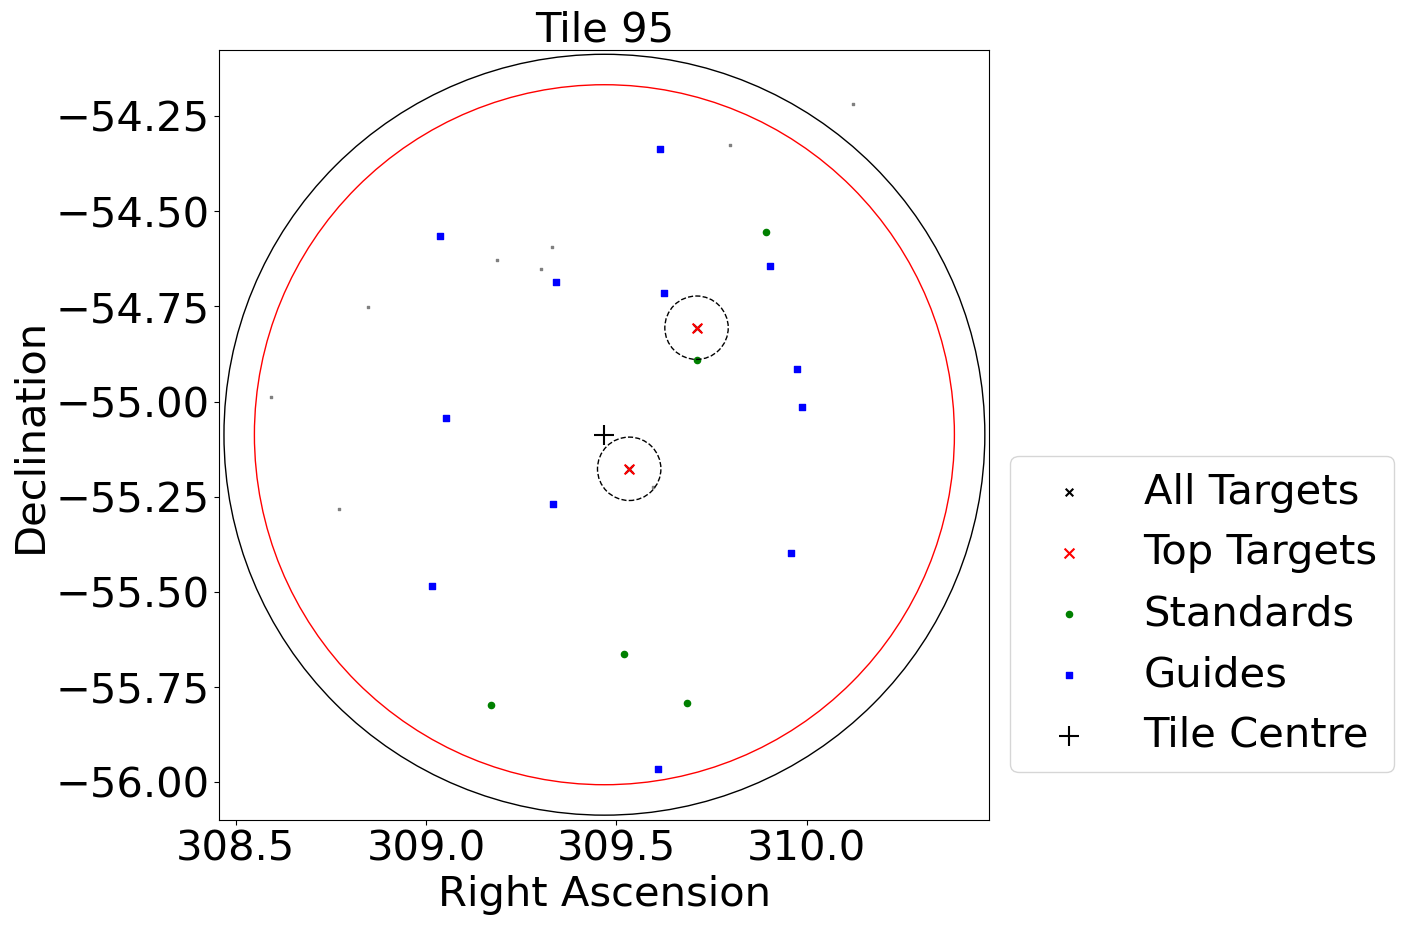 Tile 95
Declination
−54.25
−54.50
−54.75
−55.00
−55.25
−55.50
−55.75
−56.00
308.5 309.0 309.5 310.0
Right Ascension
All Targets
Top Targets
Standards
Guides
Tile Centre